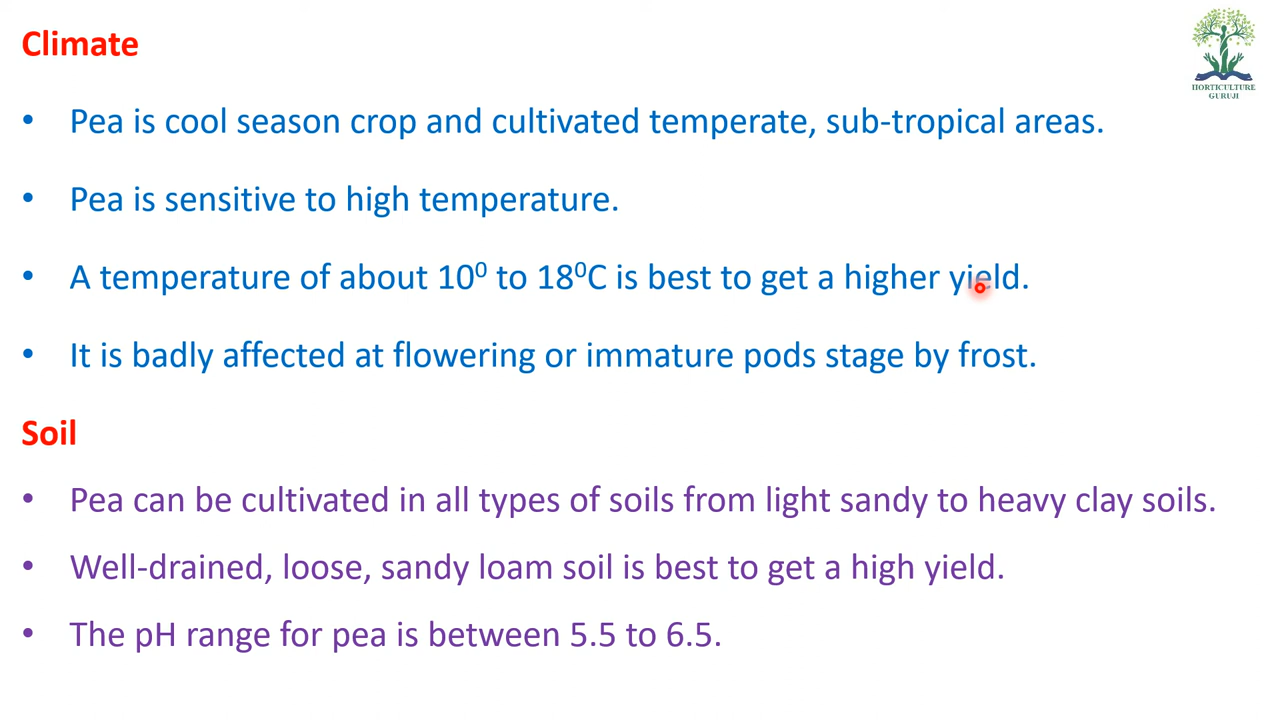 Climate
HORTICULTURE
GURUJI
• Pea is cool season crop and cultivated temperate, sub-tropical areas.
• Pea is sensitive to high temperature.
• A temperature of about 10⁰ to 18⁰C is best to get a higher yield.
• It is badly affected at flowering or immature pods stage by frost.
Soil
• Pea can be cultivated in all types of soils from light sandy to heavy clay soils.
• Well-drained, loose, sandy loam soil is best to get a high yield.
• The pH range for pea is between 5.5 to 6.5.